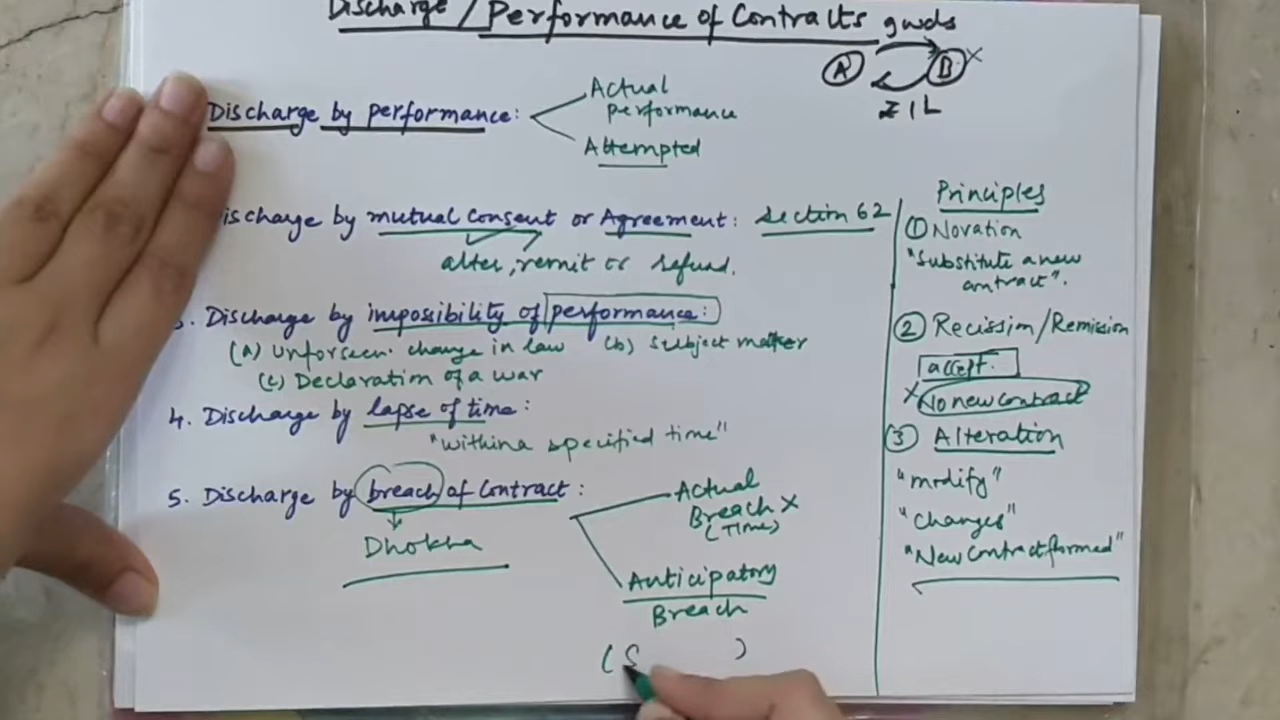 Discharge / Performance of Contracts
goods
A B X
z 1 L
Discharge by performance:
Actual
performance
Attempted
ischarge by mutual consent or Agreement: Section 62
alter, remit or refund.
3. Discharge by impossibility of performance:
(a) unforseen change in law (b) subject matter
(c) Declaration of a war
4. Discharge by lapse of time:
"within a specified time"
5. Discharge by breach of Contract:
Dhokha
Actual
Breach X
(Time)
Anticipatory
Breach
(S )
Principles
① Novation
"Substitute a new
contract".
② Recission/Remission
accept.
X No new contract
③ Alteration
"modify"
"changes"
"New Contract formed"